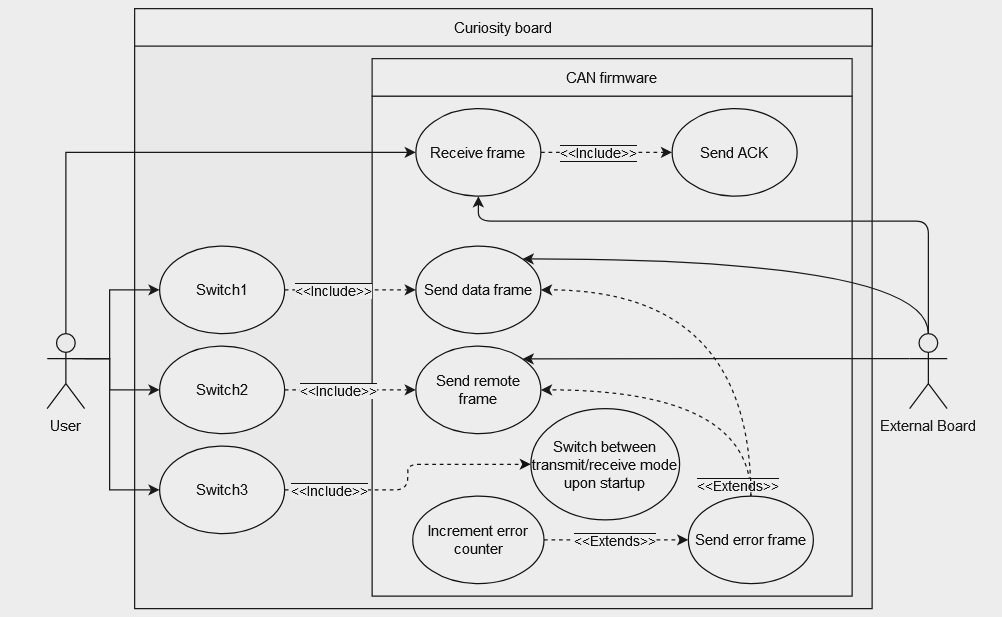 Curiosity board
CAN firmware
Receive frame
<<Include>>
Send ACK
Switch1
<<Include>>
Send data frame
Switch2
<<Include>>
Send remote
frame
User
External Board
Switch between
transmit/receive mode
upon startup
Switch3
<<Include>>
<<Extends>>
Increment error
counter
<<Extends>>
Send error frame